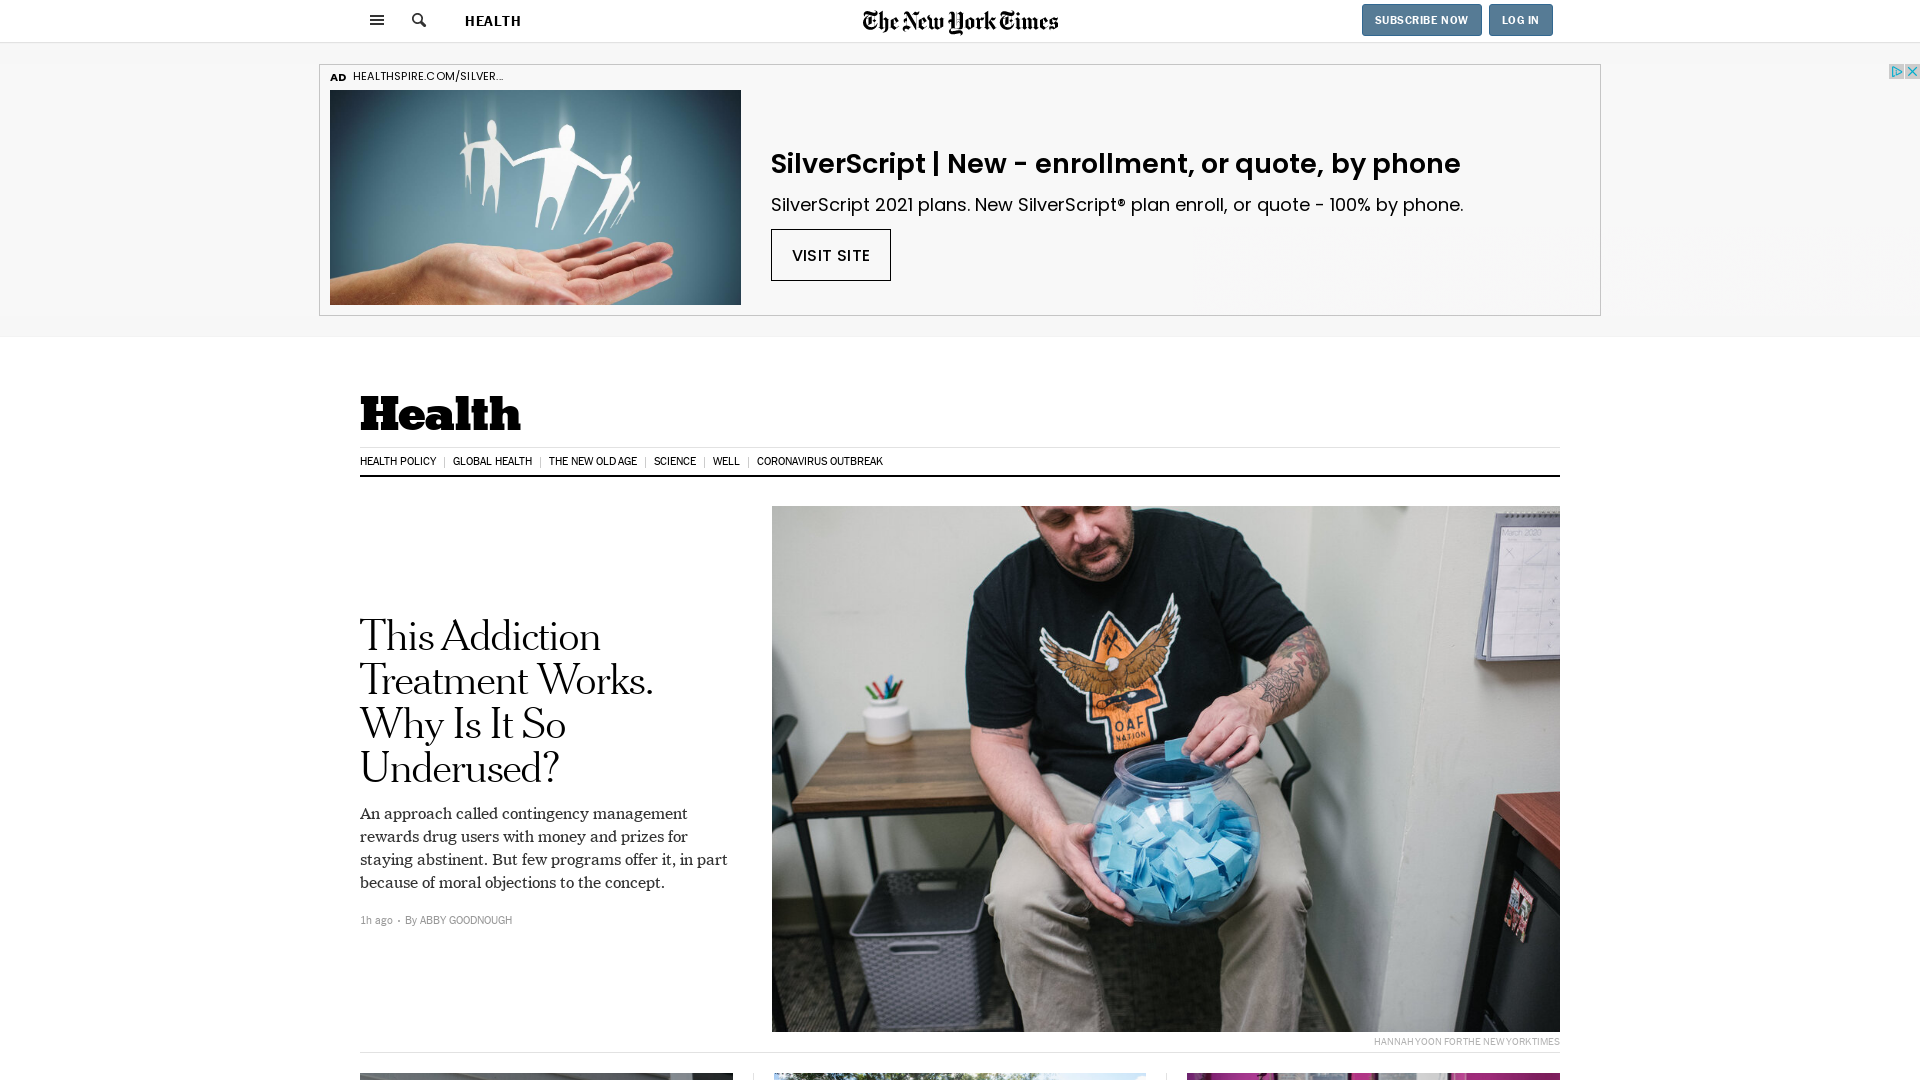 HEALTH
The New York Times
SUBSCRIBE NOW
LOG IN
AD HEALTHSPIRE.COM/SILVER...
SilverScript | New - enrollment, or quote, by phone
SilverScript 2021 plans. New SilverScript® plan enroll, or quote - 100% by phone.
VISIT SITE
Health
HEALTH POLICY
GLOBAL HEALTH
THE NEW OLD AGE
SCIENCE
WELL
CORONAVIRUS OUTBREAK
This Addiction
Treatment Works.
Why Is It So
Underused?
An approach called contingency management
rewards drug users with money and prizes for
staying abstinent. But few programs offer it, in part
because of moral objections to the concept.
1h ago • By ABBY GOODNOUGH
March 2020
OAF
NATION
HANNAH YOON FOR THE NEW YORK TIMES